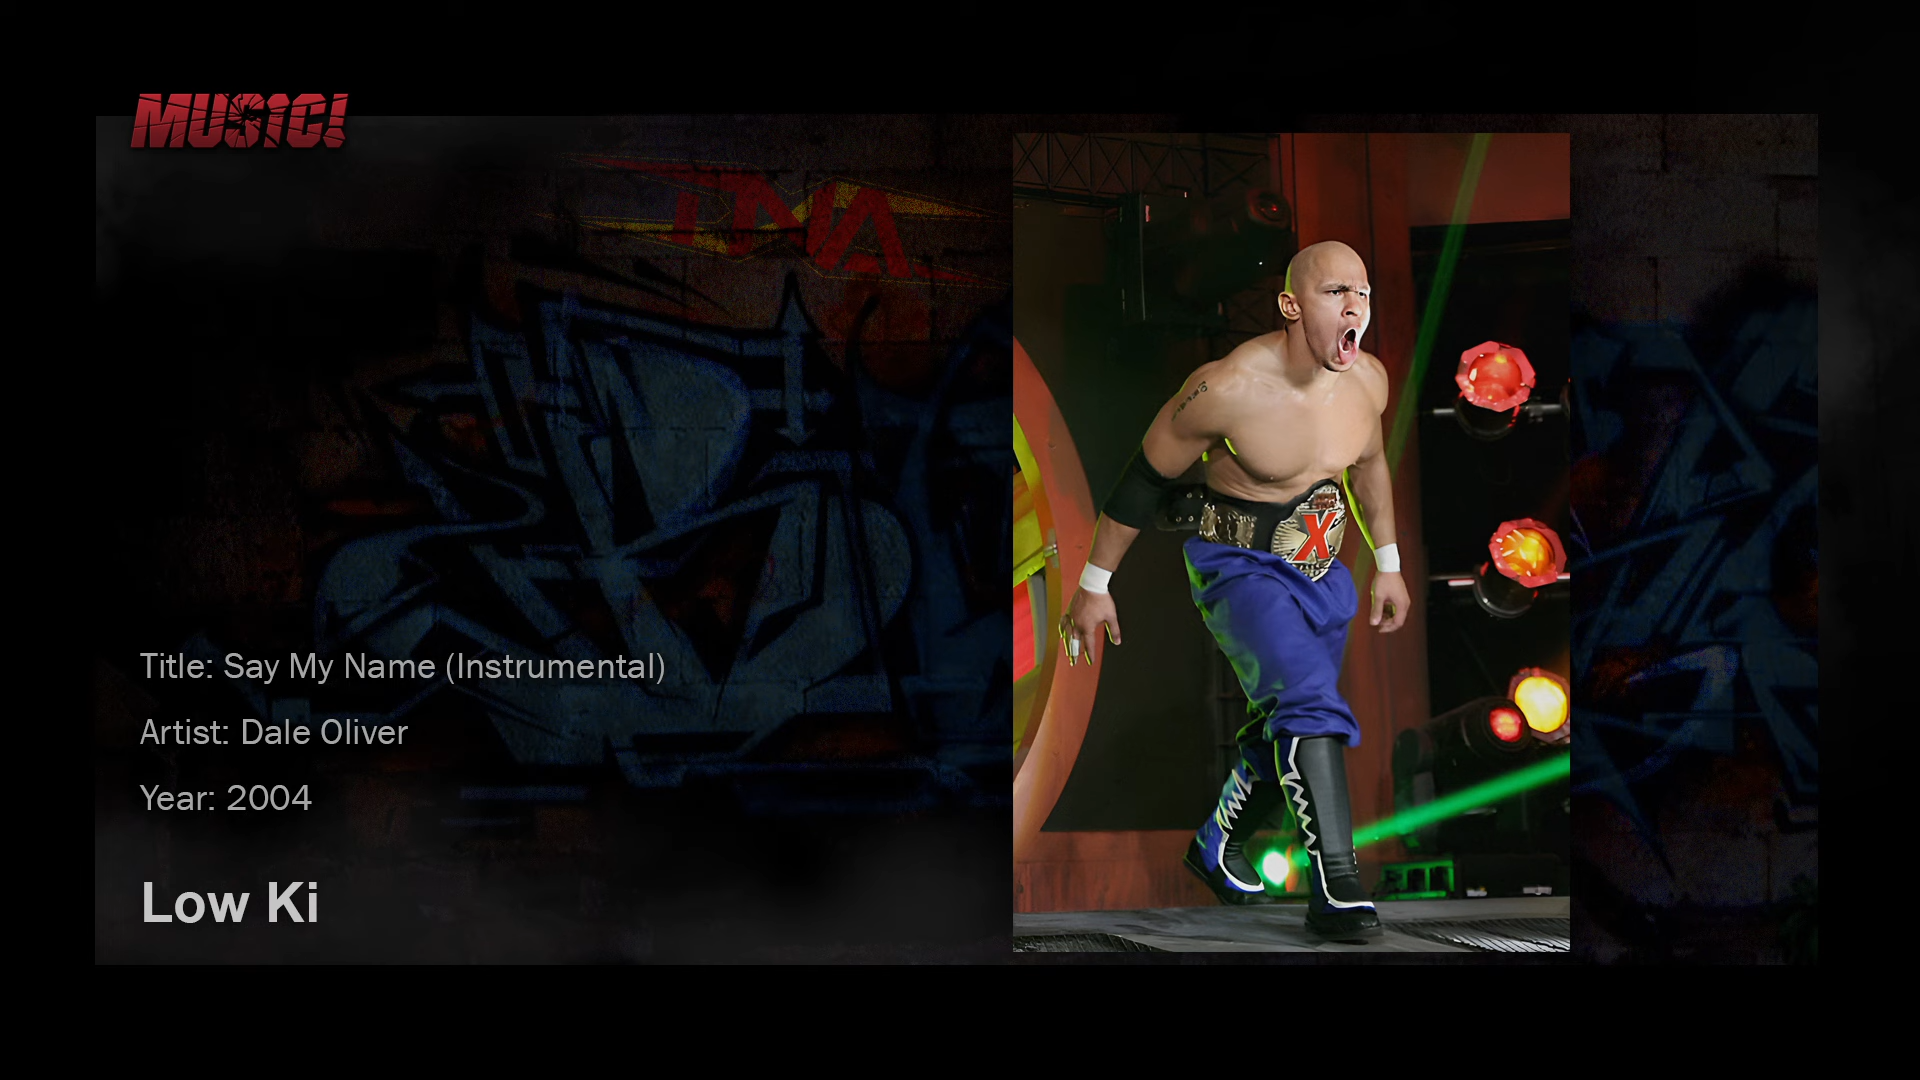 MUSIC!
TNA
Title: Say My Name (Instrumental)
Artist: Dale Oliver
Year: 2004
Low Ki
X